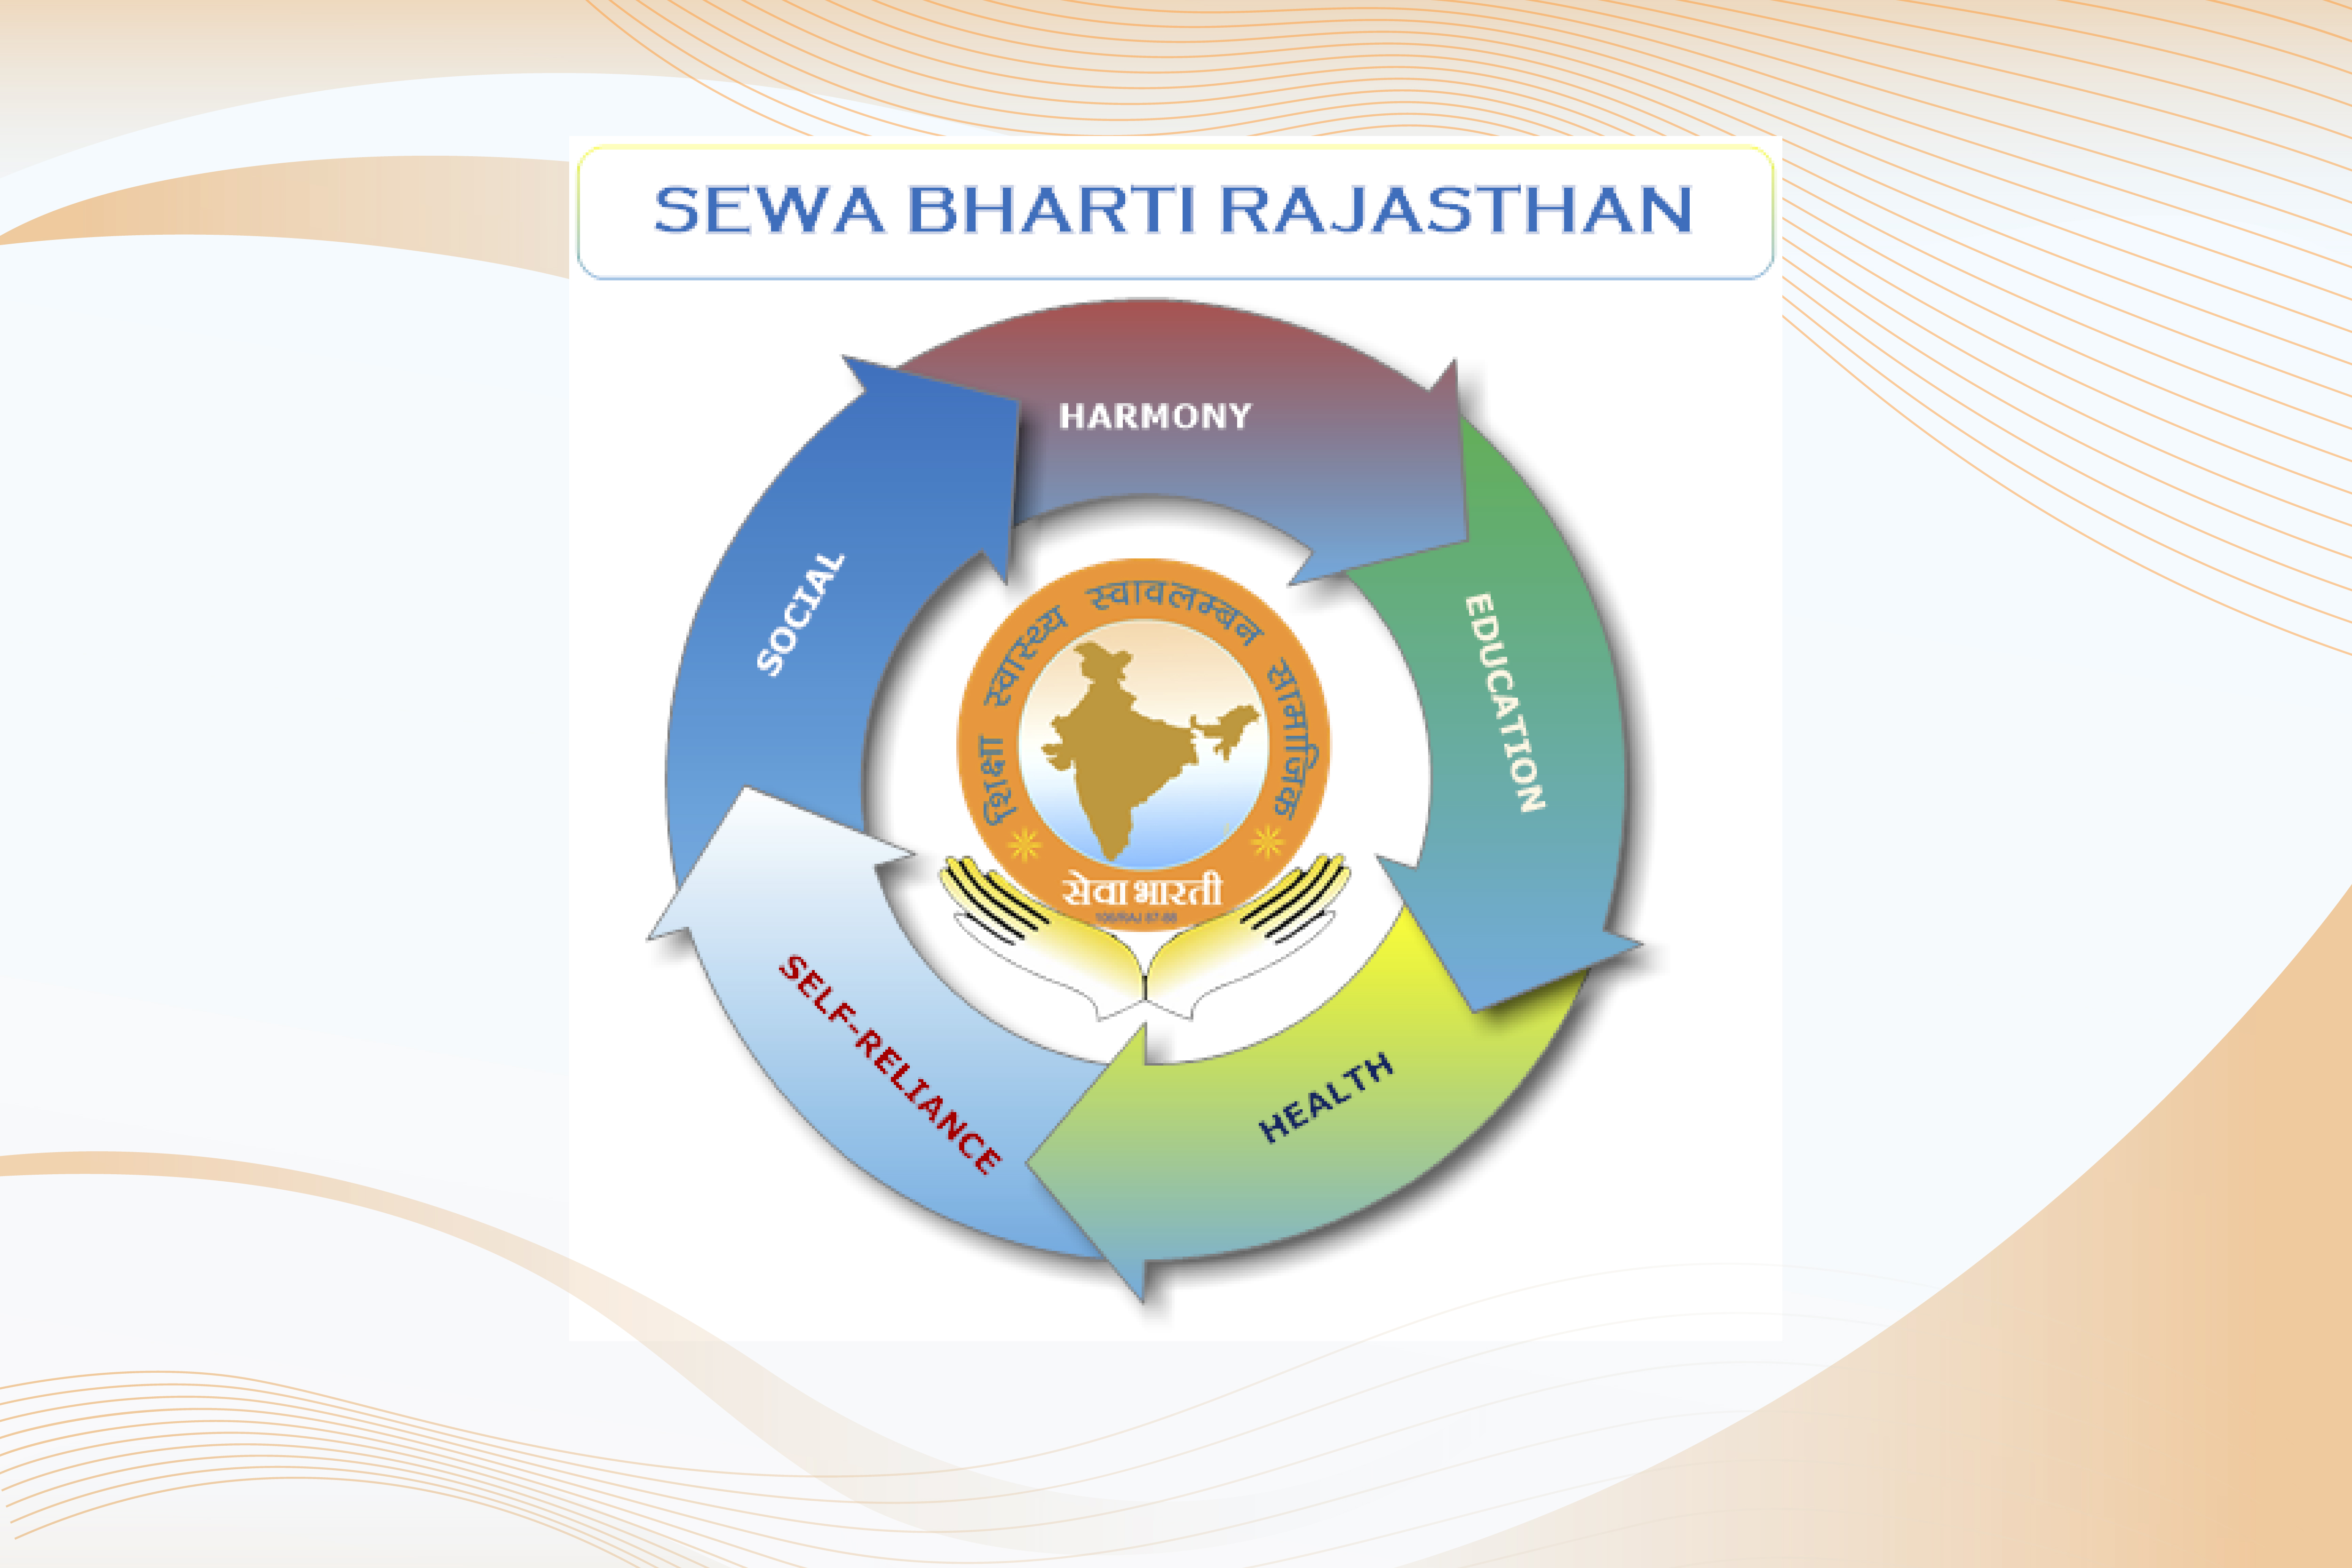 SEWA BHARTI RAJASTHAN
HARMONY
EDUCATION
HEALTH
SELF-RELIANCE
SOCIAL
शिक्षा स्वास्थ्य स्वावलम्बन सामाजिक
सेवा भारती
106/RAJ 87-88